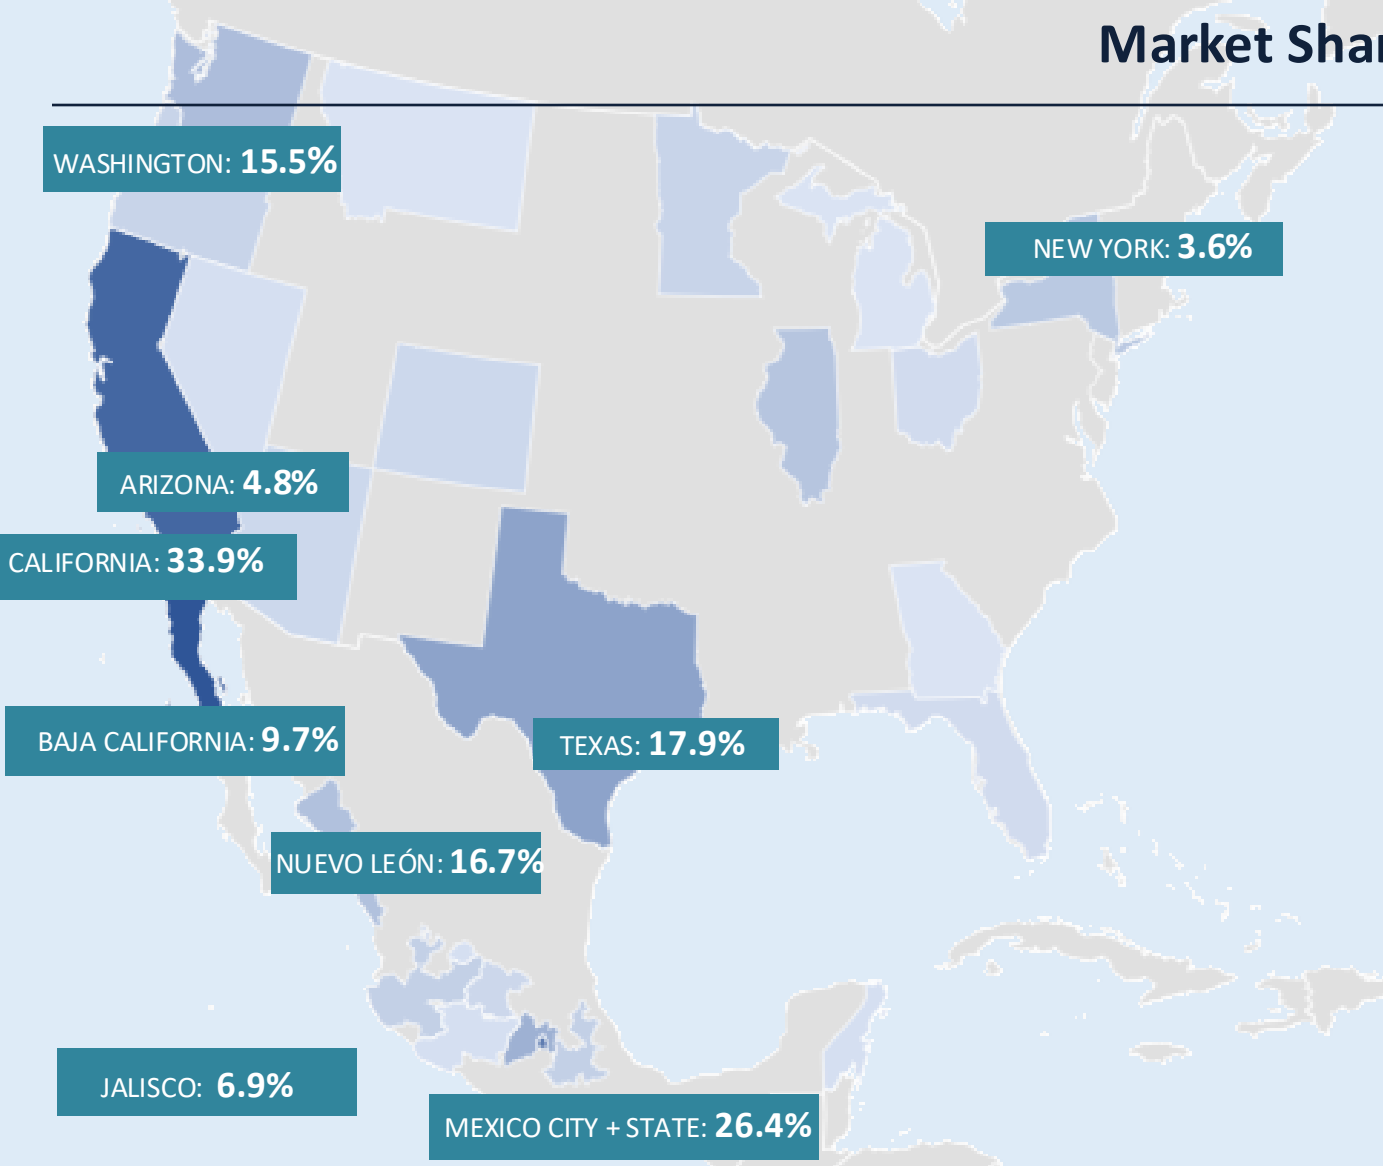 Market Shar
WASHINGTON: 15.5%
NEW YORK: 3.6%
ARIZONA: 4.8%
CALIFORNIA: 33.9%
BAJA CALIFORNIA: 9.7%
TEXAS: 17.9%
NUEVO LEÓN: 16.7%
JALISCO: 6.9%
MEXICO CITY + STATE: 26.4%